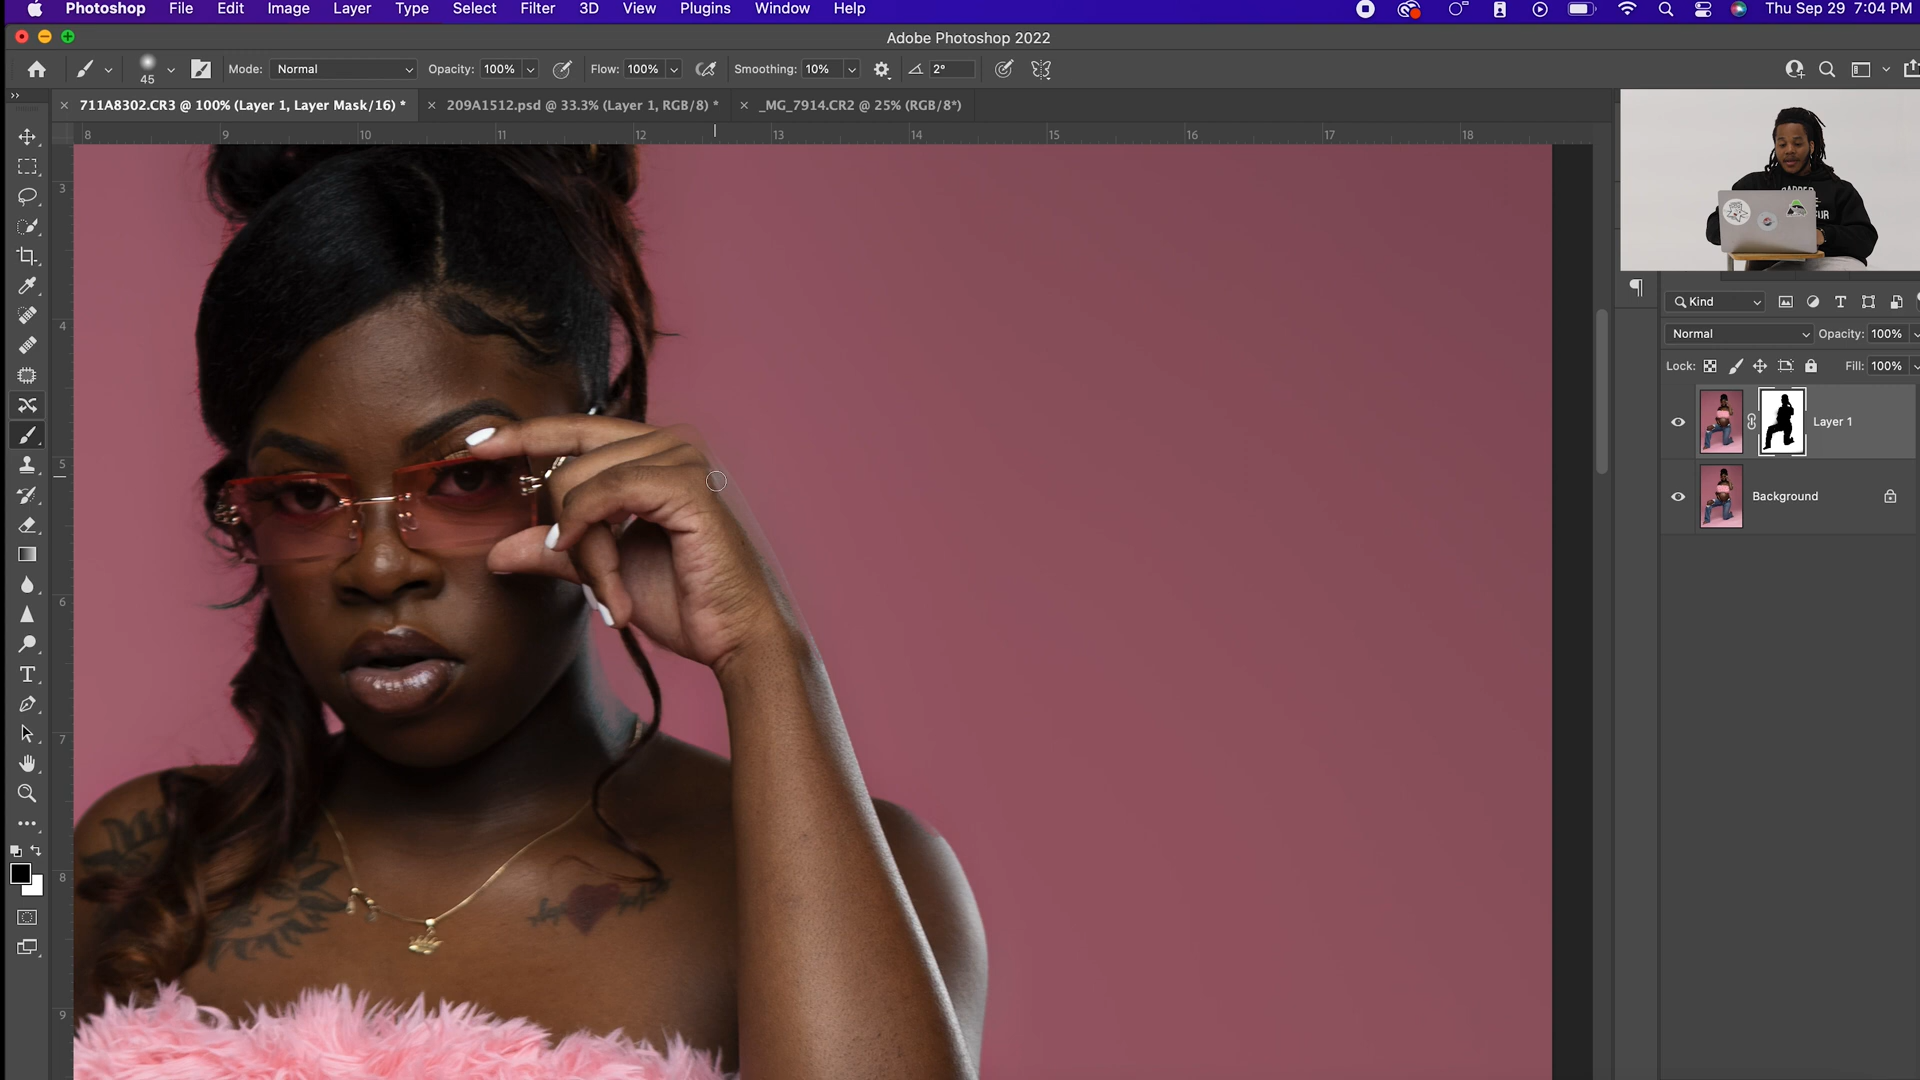 Photoshop File Edit Image Layer Type Select Filter 3D View Plugins Window Help Thu Sep 29 7:04 PM
Adobe Photoshop 2022
45 Mode: Normal Opacity: 100% Flow: 100% Smoothing: 10% 2°
711A8302.CR3 @ 100% (Layer 1, Layer Mask/16) * 209A1512.psd @ 33.3% (Layer 1, RGB/8) * _MG_7914.CR2 @ 25% (RGB/8*)
8 9 10 11 12 13 14 15 16 17 18
3
4
5
6
7
8
9
Kind
Normal Opacity: 100%
Lock: Fill: 100%
Layer 1
Background